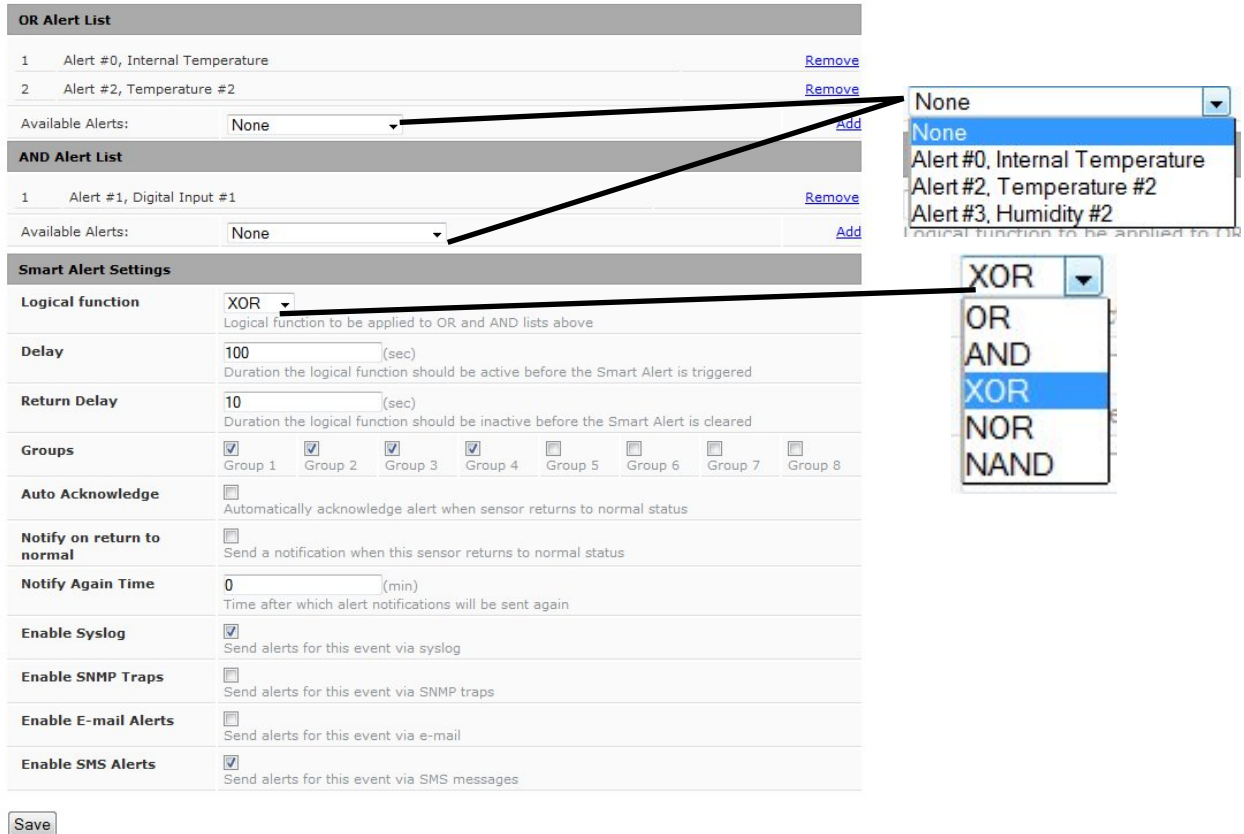 OR Alert List
1 Alert #0, Internal Temperature Remove
2 Alert #2, Temperature #2 Remove
Available Alerts: None Add
AND Alert List
1 Alert #1, Digital Input #1 Remove
Available Alerts: None Add
Smart Alert Settings
Logical function XOR
Logical function to be applied to OR and AND lists above
Delay 100 (sec)
Duration the logical function should be active before the Smart Alert is triggered
Return Delay 10 (sec)
Duration the logical function should be inactive before the Smart Alert is cleared
Groups
Group 1 Group 2 Group 3 Group 4 Group 5 Group 6 Group 7 Group 8
Auto Acknowledge
Automatically acknowledge alert when sensor returns to normal status
Notify on return to
normal
Send a notification when this sensor returns to normal status
Notify Again Time 0 (min)
Time after which alert notifications will be sent again
Enable Syslog
Send alerts for this event via syslog
Enable SNMP Traps
Send alerts for this event via SNMP traps
Enable E-mail Alerts
Send alerts for this event via e-mail
Enable SMS Alerts
Send alerts for this event via SMS messages
Save
None
None
Alert #0, Internal Temperature
Alert #2, Temperature #2
Alert #3, Humidity #2
Logical function to be applied to OR
XOR
OR
AND
XOR
NOR
NAND